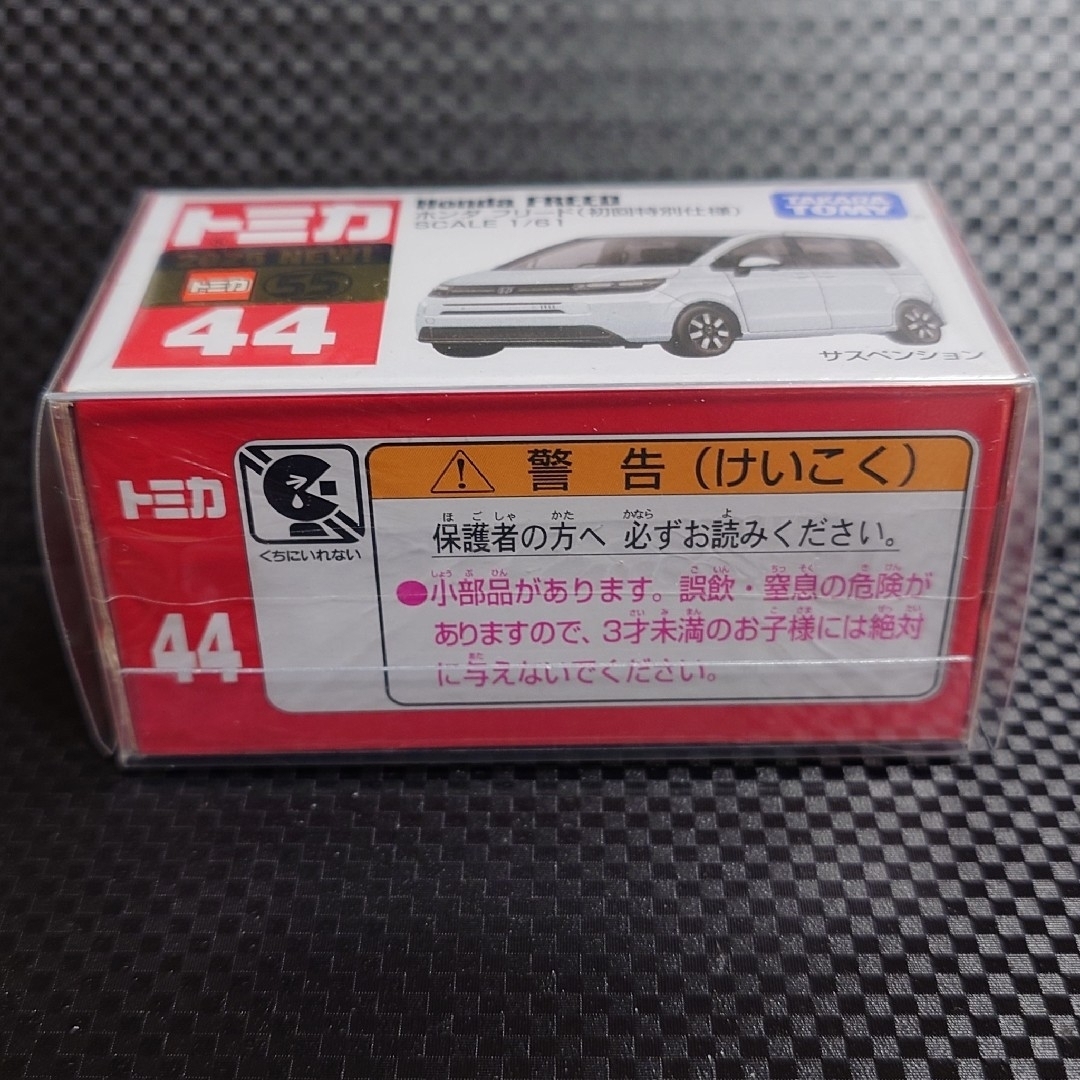 Honda FREED
ホンダ フリード(初回特別仕様)
SCALE 1/61
TAKARA
TOMY
トミカ
2025 NEW!
トミカ 55
44
サスペンション
トミカ
44
くちにいれない
警告(けいこく)
保護者の方へ 必ずお読みください。
●小部品があります。誤飲・窒息の危険が
ありますので、3才未満のお子様には絶対
に与えないでください。